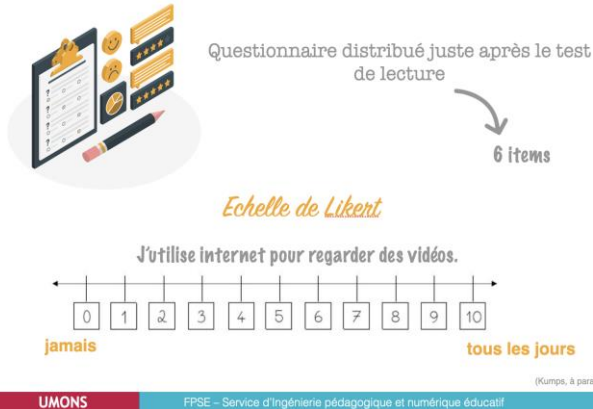 Questionnaire distribué juste après le test
de lecture
6 items
Echelle de Likert
J'utilise internet pour regarder des vidéos.
0 1 2 3 4 5 6 7 8 9 10
jamais
tous les jours
(Kumps, à para
UMONS
FPSE – Service d'Ingénierie pédagogique et numérique éducatif